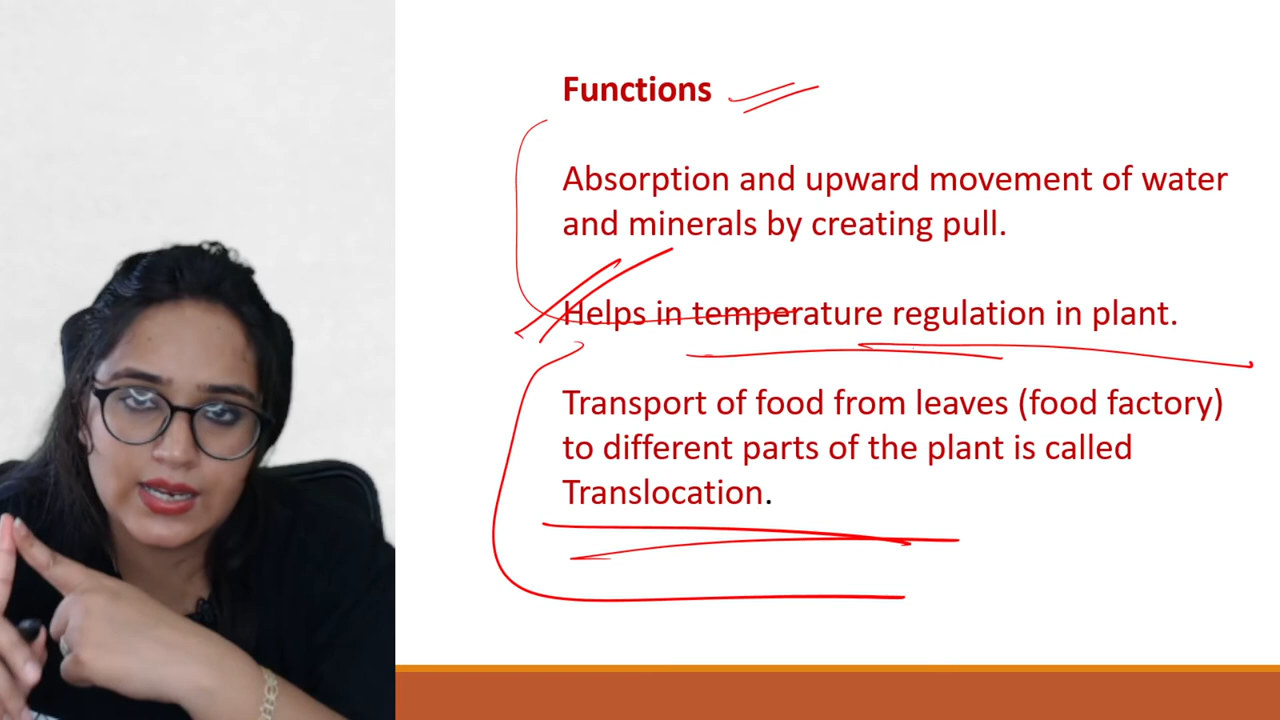 Functions
Absorption and upward movement of water
and minerals by creating pull.
Helps in temperature regulation in plant.
Transport of food from leaves (food factory)
to different parts of the plant is called
Translocation.